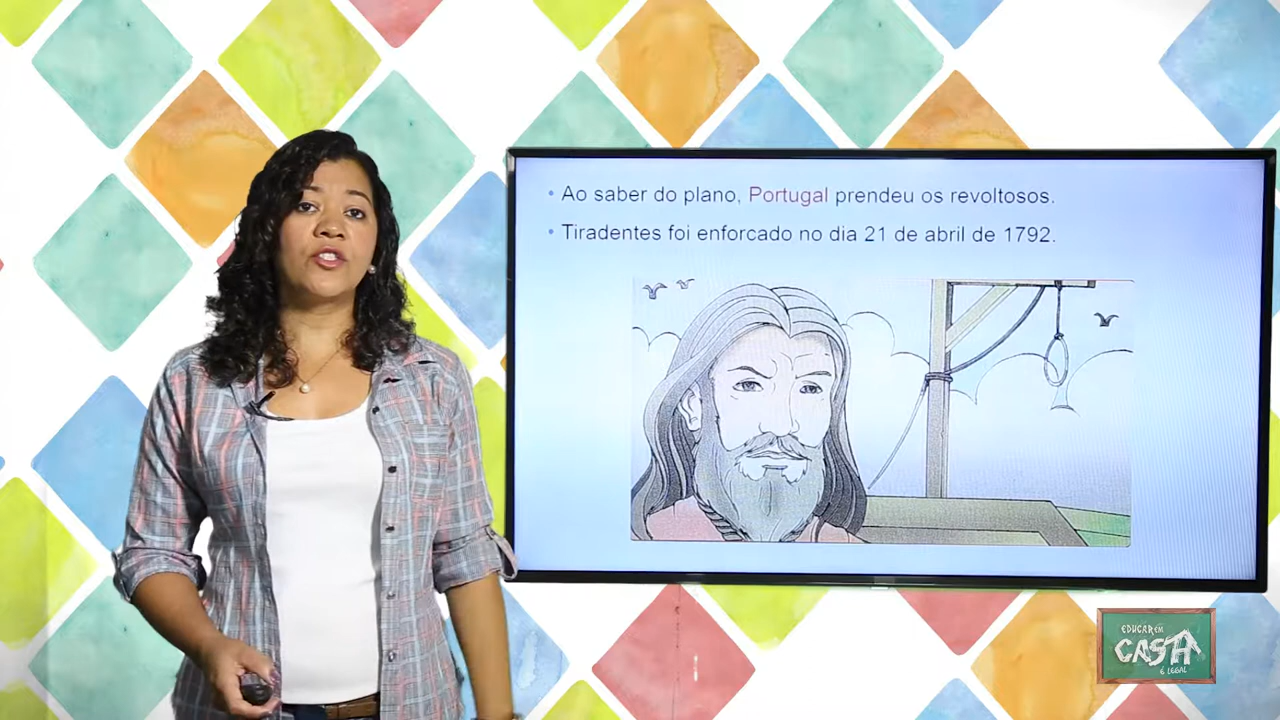 • Ao saber do plano, Portugal prendeu os revoltosos.
• Tiradentes foi enforcado no dia 21 de abril de 1792.
EDUCAR EM
CASA
É LEGAL